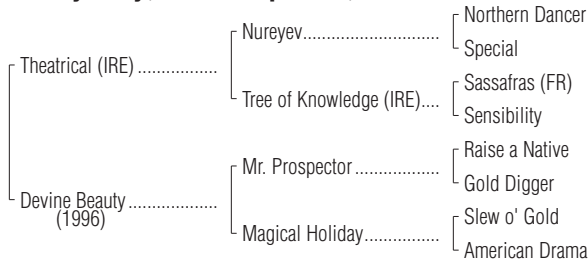 Northern Dancer
Nureyev
Special
Theatrical (IRE)
Sassafras (FR)
Tree of Knowledge (IRE)
Sensibility
Raise a Native
Mr. Prospector
Gold Digger
Devine Beauty
(1996)
Slew o' Gold
Magical Holiday
American Drama